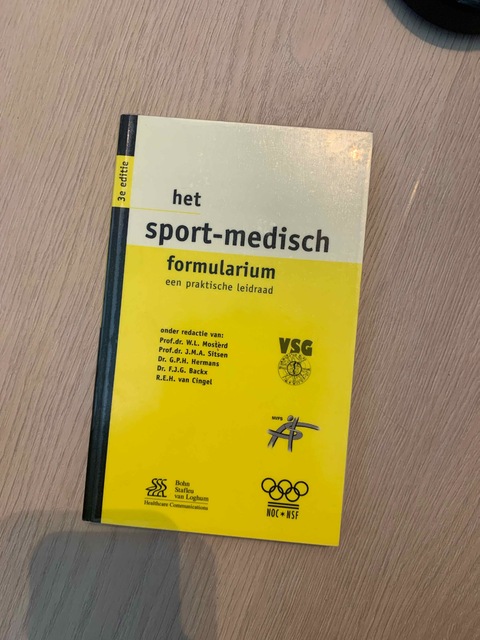 3e editie
het
sport-medisch
formularium
een praktische leidraad
onder redactie van:
Prof.dr. W.L. Mosterd
Prof.dr. J.M.A. Sitsen
Dr. G.P.H. Hermans
Dr. F.J.G. Backx
R.E.H. van Cingel
VSG
NVFS
Bohn
Stafleu
van Loghum
Healthcare Communications
NOC*NSF